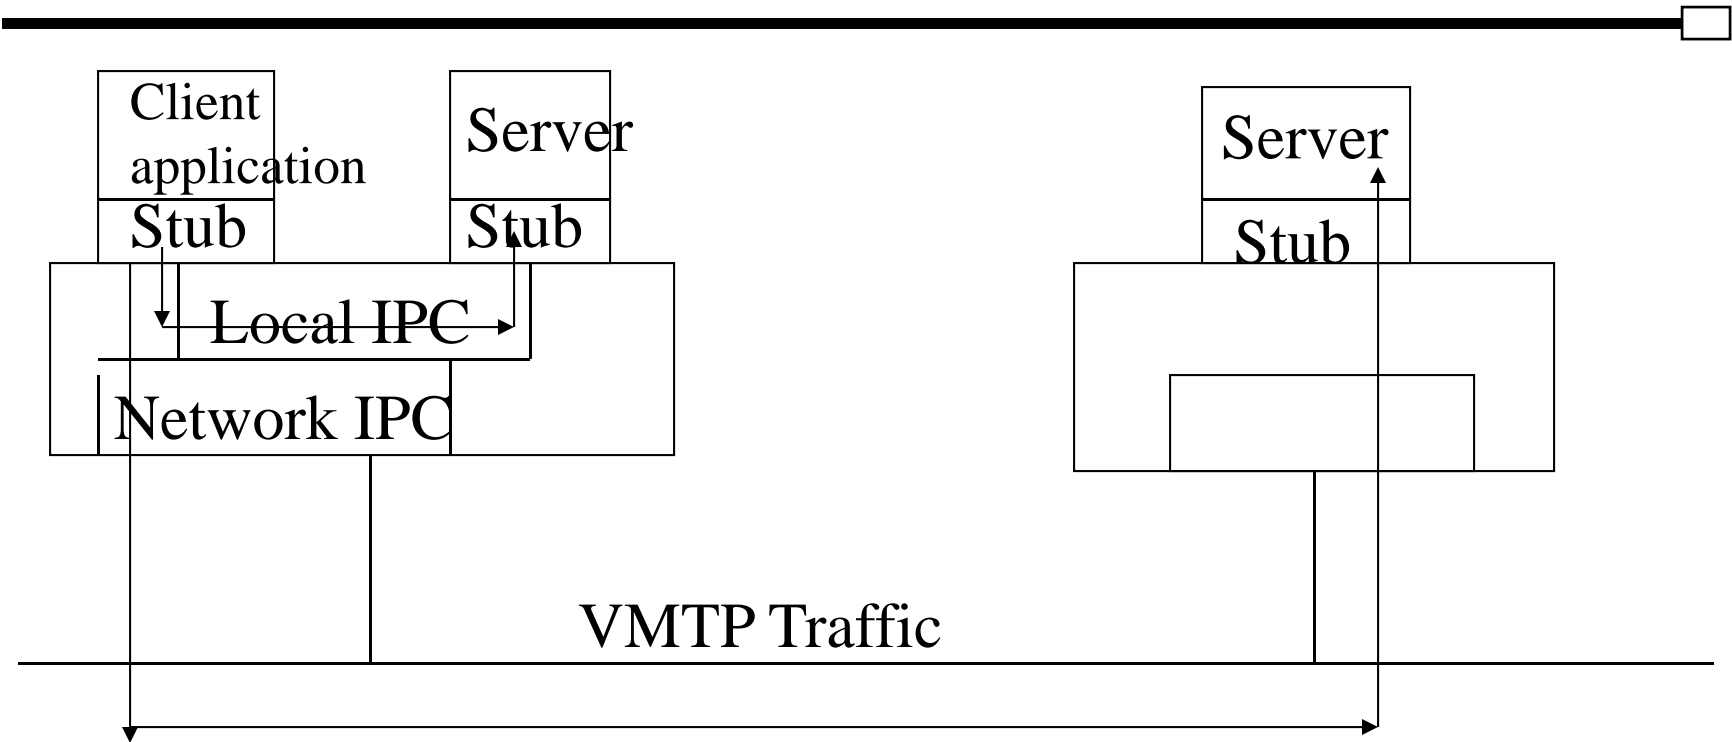 Client
application
Server
Server
Stub
Stub
Stub
Local IPC
Network IPC
VMTP Traffic